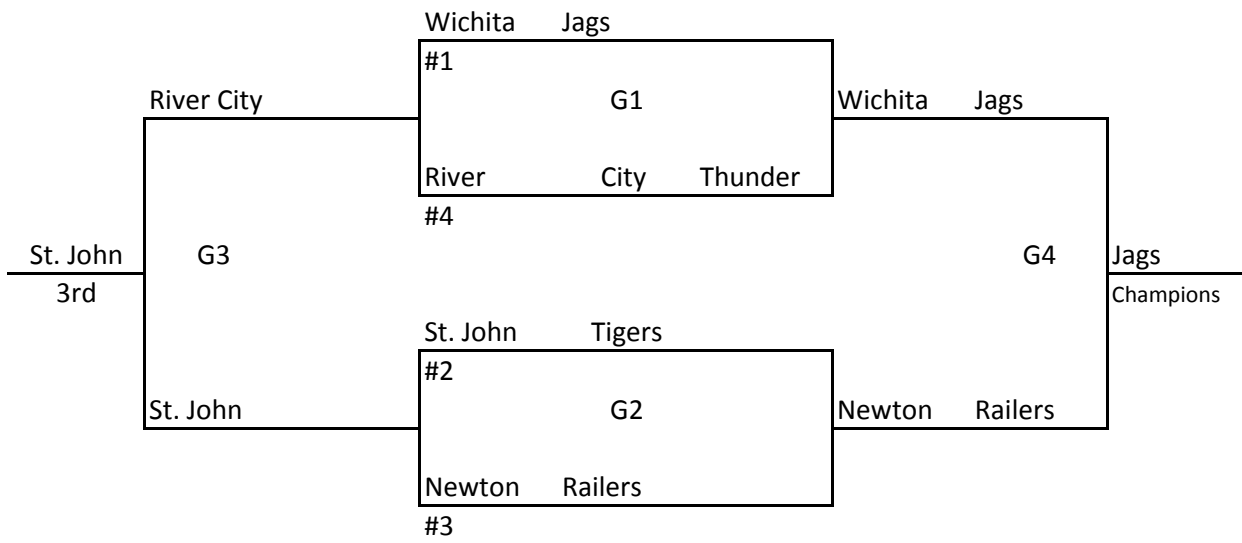 Wichita Jags
#1
River City
G1
Wichita Jags
River City Thunder
#4
St. John
G3
G4
Jags
3rd
Champions
St. John Tigers
#2
St. John
G2
Newton Railers
Newton Railers
#3